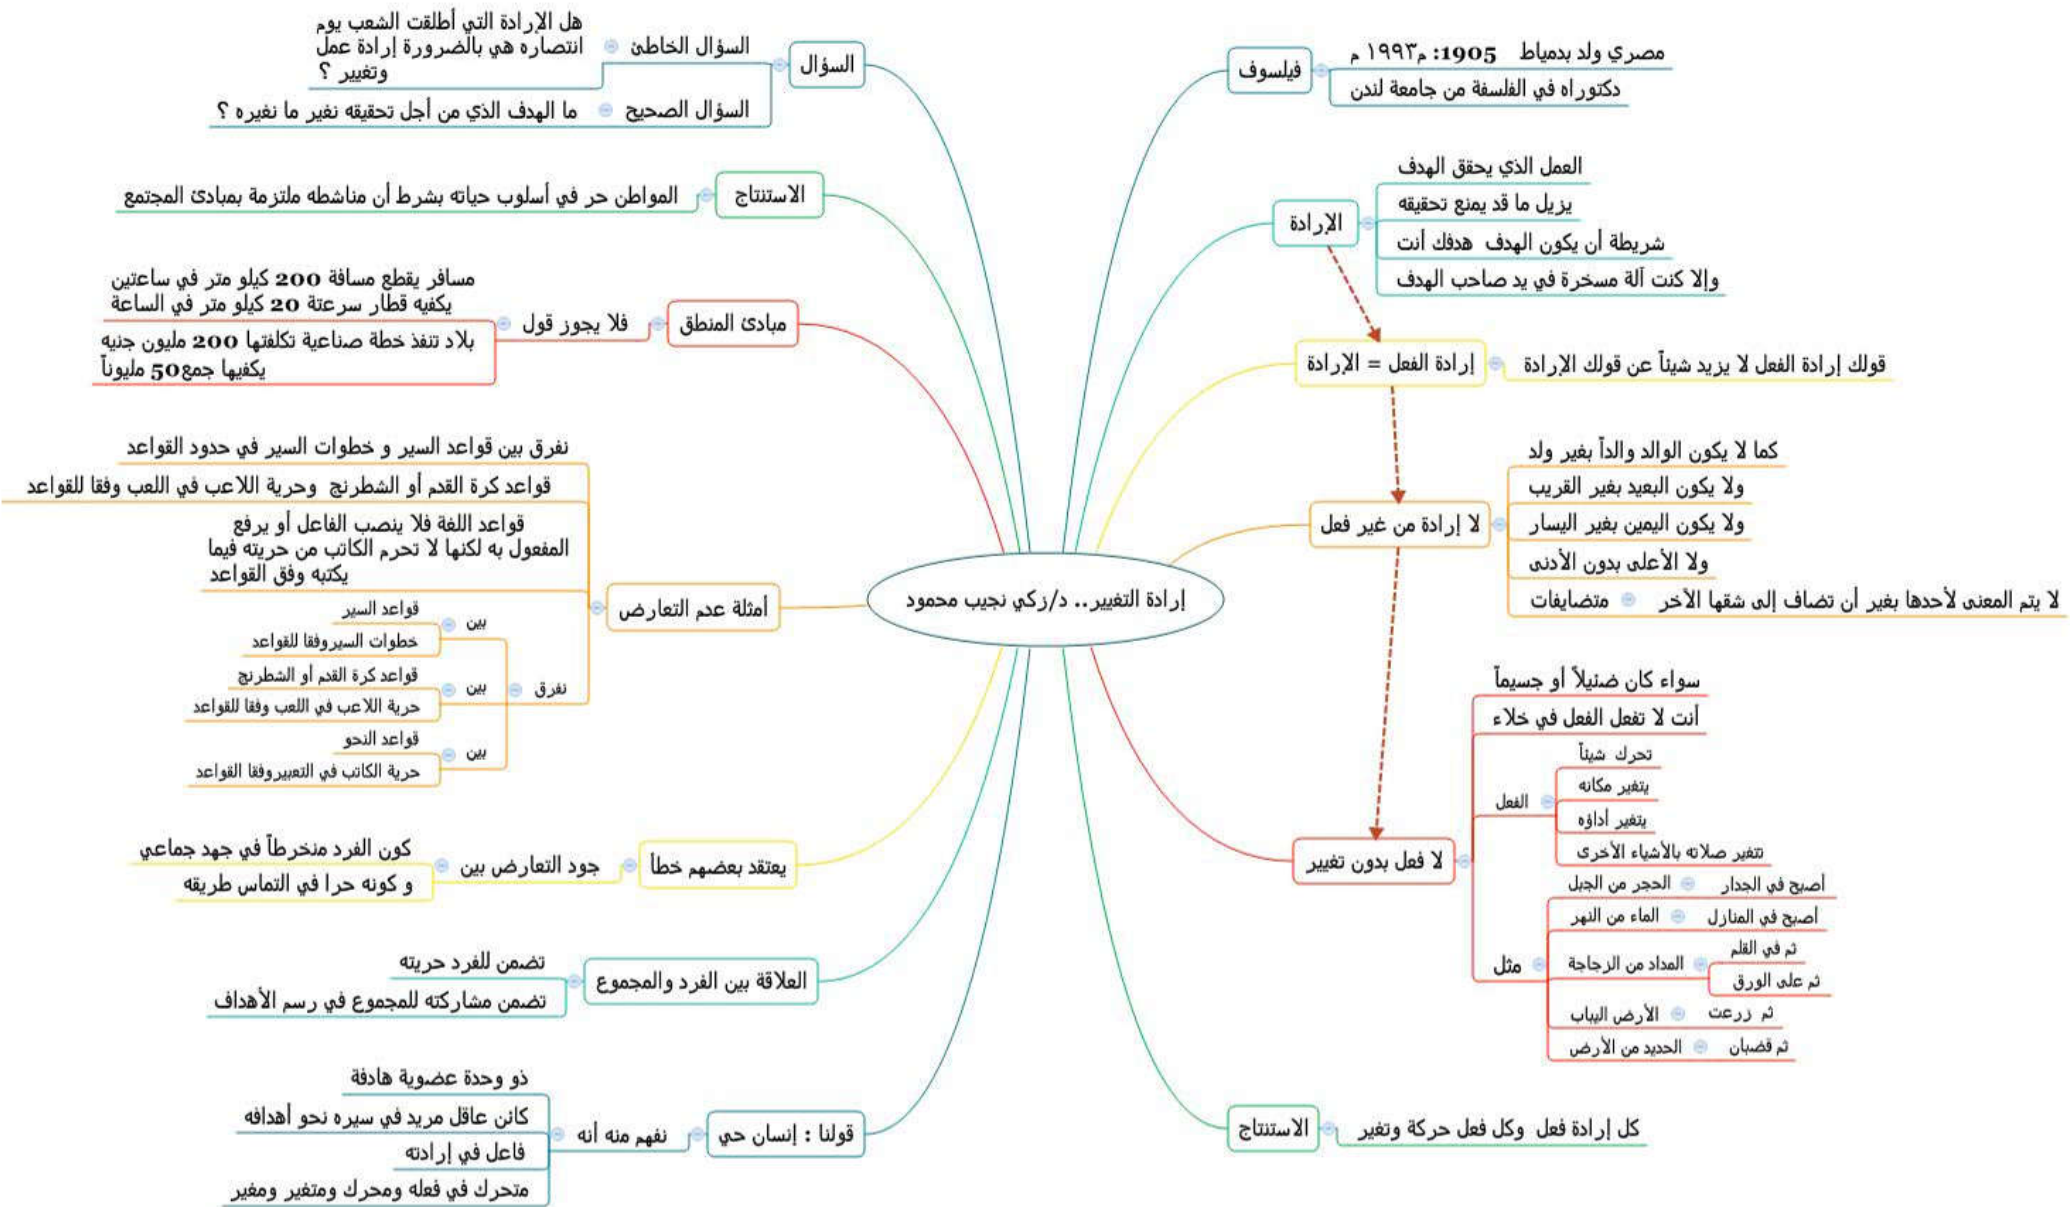 إرادة التغيير.. د/زكي نجيب محمود
فيلسوف
مصري ولد بدمياط 1905: م١٩٩٣ م
دكتوراه في الفلسفة من جامعة لندن
الإرادة
العمل الذي يحقق الهدف
يزيل ما قد يمنع تحقيقه
شريطة أن يكون الهدف هدفك أنت
وإلا كنت آلة مسخرة في يد صاحب الهدف
إرادة الفعل = الإرادة
قولك إرادة الفعل لا يزيد شيئاً عن قولك الإرادة
لا إرادة من غير فعل
كما لا يكون الوالد والداً بغير ولد
ولا يكون البعيد بغير القريب
ولا يكون اليمين بغير اليسار
ولا الأعلى بدون الأدنى
متضايفات
لا يتم المعنى لأحدها بغير أن تضاف إلى شقها الآخر
لا فعل بدون تغيير
سواء كان ضئيلاً أو جسيماً
أنت لا تفعل الفعل في خلاء
الفعل
تحرك شيئاً
يتغير مكانه
يتغير أداؤه
تتغير صلاته بالأشياء الأخرى
مثل
الحجر من الجبل
أصبح في الجدار
الماء من النهر
أصبح في المنازل
المداد من الزجاجة
ثم في القلم
ثم على الورق
الأرض اليباب
ثم زرعت
الحديد من الأرض
ثم قضبان
الاستنتاج
كل إرادة فعل وكل فعل حركة وتغير
السؤال
السؤال الخاطئ
هل الإرادة التي أطلقت الشعب يوم
انتصاره هي بالضرورة إرادة عمل
وتغيير ؟
السؤال الصحيح
ما الهدف الذي من أجل تحقيقه نغير ما نغيره ؟
الاستنتاج
المواطن حر في أسلوب حياته بشرط أن مناشطه ملتزمة بمبادئ المجتمع
مبادئ المنطق
فلا يجوز قول
مسافر يقطع مسافة 200 كيلو متر في ساعتين
يكفيه قطار سرعتة 20 كيلو متر في الساعة
بلاد تنفذ خطة صناعية تكلفتها 200 مليون جنيه
يكفيها جمع50 مليوناً
أمثلة عدم التعارض
نفرق بين قواعد السير و خطوات السير في حدود القواعد
قواعد كرة القدم أو الشطرنج وحرية اللاعب في اللعب وفقا للقواعد
قواعد اللغة فلا ينصب الفاعل أو يرفع
المفعول به لكنها لا تحرم الكاتب من حريته فيما
يكتبه وفق القواعد
نفرق
بين
قواعد السير
خطوات السيروفقا للقواعد
بين
قواعد كرة القدم أو الشطرنج
حرية اللاعب في اللعب وفقا للقواعد
بين
قواعد النحو
حرية الكاتب في التعبيروفقا القواعد
يعتقد بعضهم خطأ
جود التعارض بين
كون الفرد منخرطاً في جهد جماعي
و كونه حرا في التماس طريقه
العلاقة بين الفرد والمجموع
تضمن للفرد حريته
تضمن مشاركته للمجموع في رسم الأهداف
قولنا : إنسان حي
نفهم منه أنه
ذو وحدة عضوية هادفة
كائن عاقل مريد في سيره نحو أهدافه
فاعل في إرادته
متحرك في فعله ومحرك ومتغير ومغير